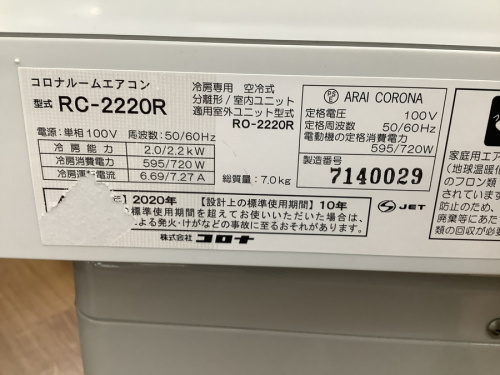 コロナルームエアコン
型式 RC-2220R
電源:単相100V 周波数:50/60Hz
冷房能力 2.0/2.2kW
冷房消費電力 595/720W
冷房運転電流 6.69/7.27A
冷房専用 空冷式
分離形/室内ユニット
適用室外ユニット型式
RO-2220R
総質量:7.0kg
PSE ARAI CORONA
定格電圧 100V
定格周波数 50/60Hz
電動機の定格消費電力
595/720W
製造番号
7140029
年】2020年 【設計上の標準使用期間】10年
標準使用期間を超えてお使いいただいた場合は、
による発火・けがなどの事故に至るおそれがあります。
株式会社 コロナ
S JET
家庭用エア
(地球温暖
のフロン類
されています
防止のため、
廃棄等にあた
類の回収が必